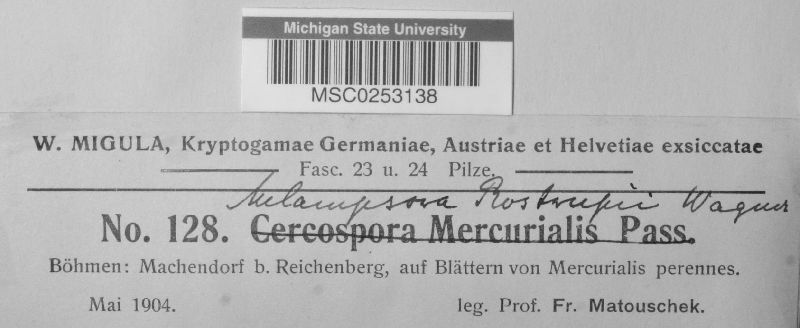 Michigan State University
MSC0253138
W. MIGULA, Kryptogamae Germaniae, Austriae et Helvetiae exsiccatae
Fasc. 23 u. 24 Pilze.
Melampsora Rostrupii Wagner
No. 128. Cercospora Mercurialis Pass.
Böhmen: Machendorf b. Reichenberg, auf Blättern von Mercurialis perennes.
Mai 1904. leg. Prof. Fr. Matouschek.